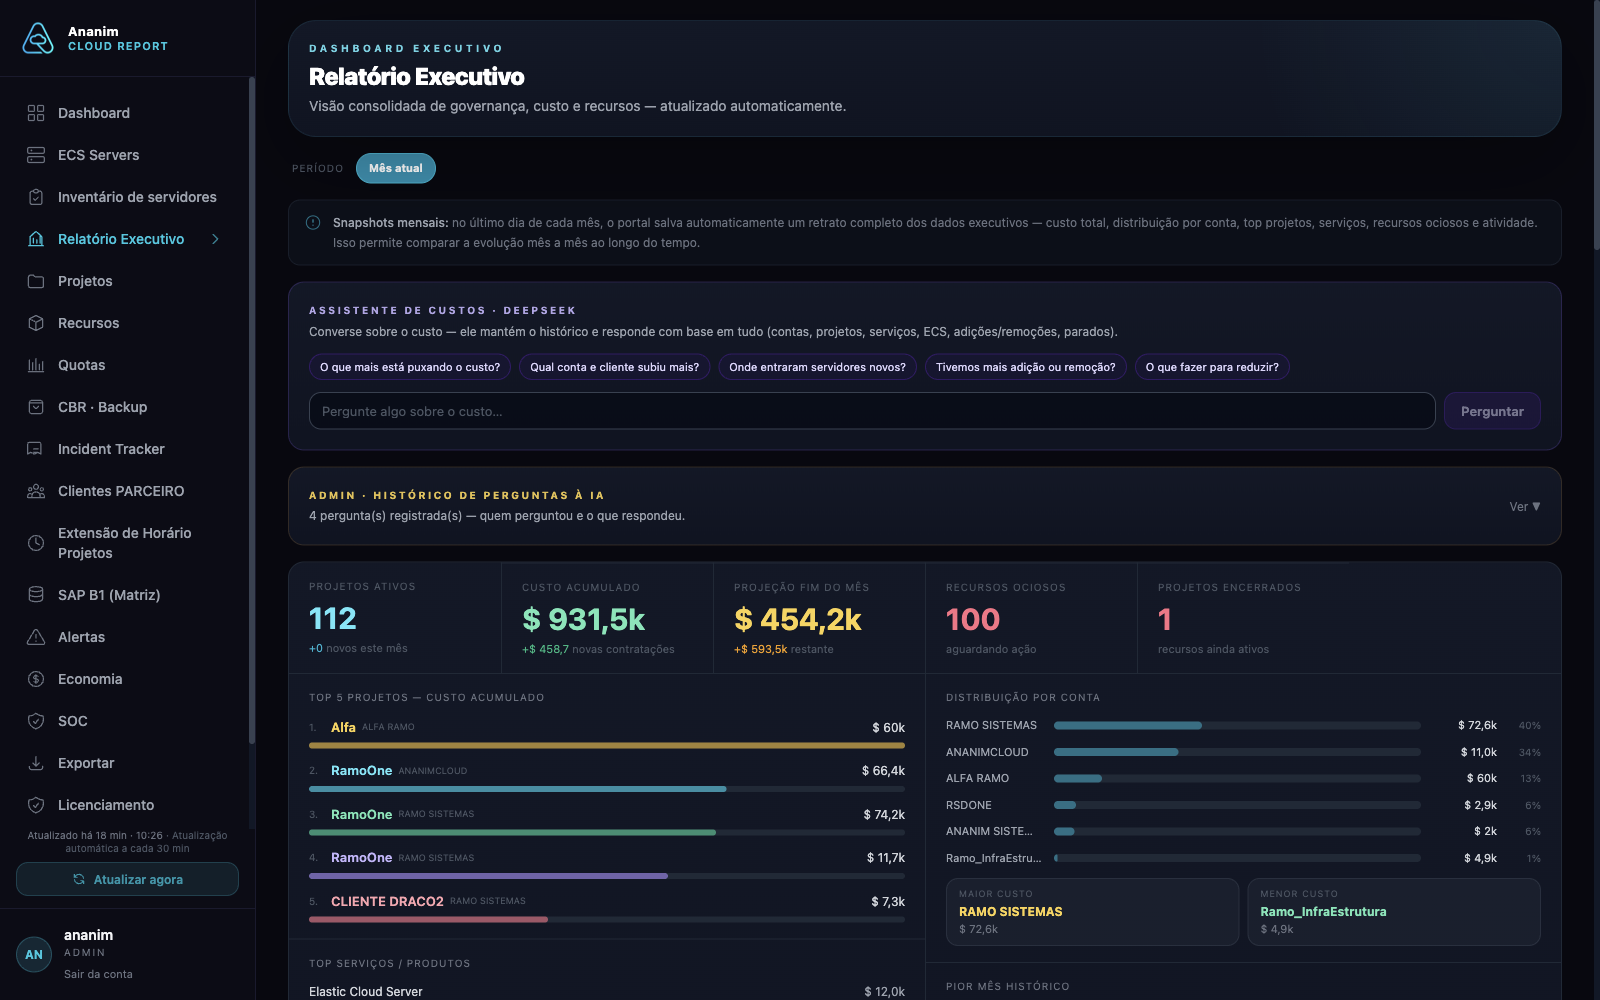 Ananim
CLOUD REPORT
Dashboard
ECS Servers
Inventário de servidores
Relatório Executivo
Projetos
Recursos
Quotas
CBR · Backup
Incident Tracker
Clientes PARCEIRO
Extensão de Horário
Projetos
SAP B1 (Matriz)
Alertas
Economia
SOC
Exportar
Licenciamento
Atualizado há 18 min · 10:26 · Atualização
automática a cada 30 min
Atualizar agora
AN
ananim
ADMIN
Sair da conta
DASHBOARD EXECUTIVO
Relatório Executivo
Visão consolidada de governança, custo e recursos — atualizado automaticamente.
PERÍODO
Mês atual
Snapshots mensais: no último dia de cada mês, o portal salva automaticamente um retrato completo dos dados executivos — custo total, distribuição por conta, top projetos, serviços, recursos ociosos e atividade.
Isso permite comparar a evolução mês a mês ao longo do tempo.
ASSISTENTE DE CUSTOS · DEEPSEEK
Converse sobre o custo — ele mantém o histórico e responde com base em tudo (contas, projetos, serviços, ECS, adições/remoções, parados).
O que mais está puxando o custo?
Qual conta e cliente subiu mais?
Onde entraram servidores novos?
Tivemos mais adição ou remoção?
O que fazer para reduzir?
Pergunte algo sobre o custo...
Perguntar
ADMIN · HISTÓRICO DE PERGUNTAS À IA
4 pergunta(s) registrada(s) — quem perguntou e o que respondeu.
Ver ▼
PROJETOS ATIVOS
112
+0 novos este mês
CUSTO ACUMULADO
$ 931,5k
+$ 458,7 novas contratações
PROJEÇÃO FIM DO MÊS
$ 454,2k
+$ 593,5k restante
RECURSOS OCIOSOS
100
aguardando ação
PROJETOS ENCERRADOS
1
recursos ainda ativos
TOP 5 PROJETOS — CUSTO ACUMULADO
1. Alfa ALFA RAMO $ 60k
2. RamoOne ANANIMCLOUD $ 66,4k
3. RamoOne RAMO SISTEMAS $ 74,2k
4. RamoOne RAMO SISTEMAS $ 11,7k
5. CLIENTE DRACO2 RAMO SISTEMAS $ 7,3k
TOP SERVIÇOS / PRODUTOS
Elastic Cloud Server $ 12,0k
DISTRIBUIÇÃO POR CONTA
RAMO SISTEMAS $ 72,6k 40%
ANANIMCLOUD $ 11,0k 34%
ALFA RAMO $ 60k 13%
RSDONE $ 2,9k 6%
ANANIM SISTE... $ 2k 6%
Ramo_InfraEstru... $ 4,9k 1%
MAIOR CUSTO
RAMO SISTEMAS
$ 72,6k
MENOR CUSTO
Ramo_InfraEstrutura
$ 4,9k
PIOR MÊS HISTÓRICO